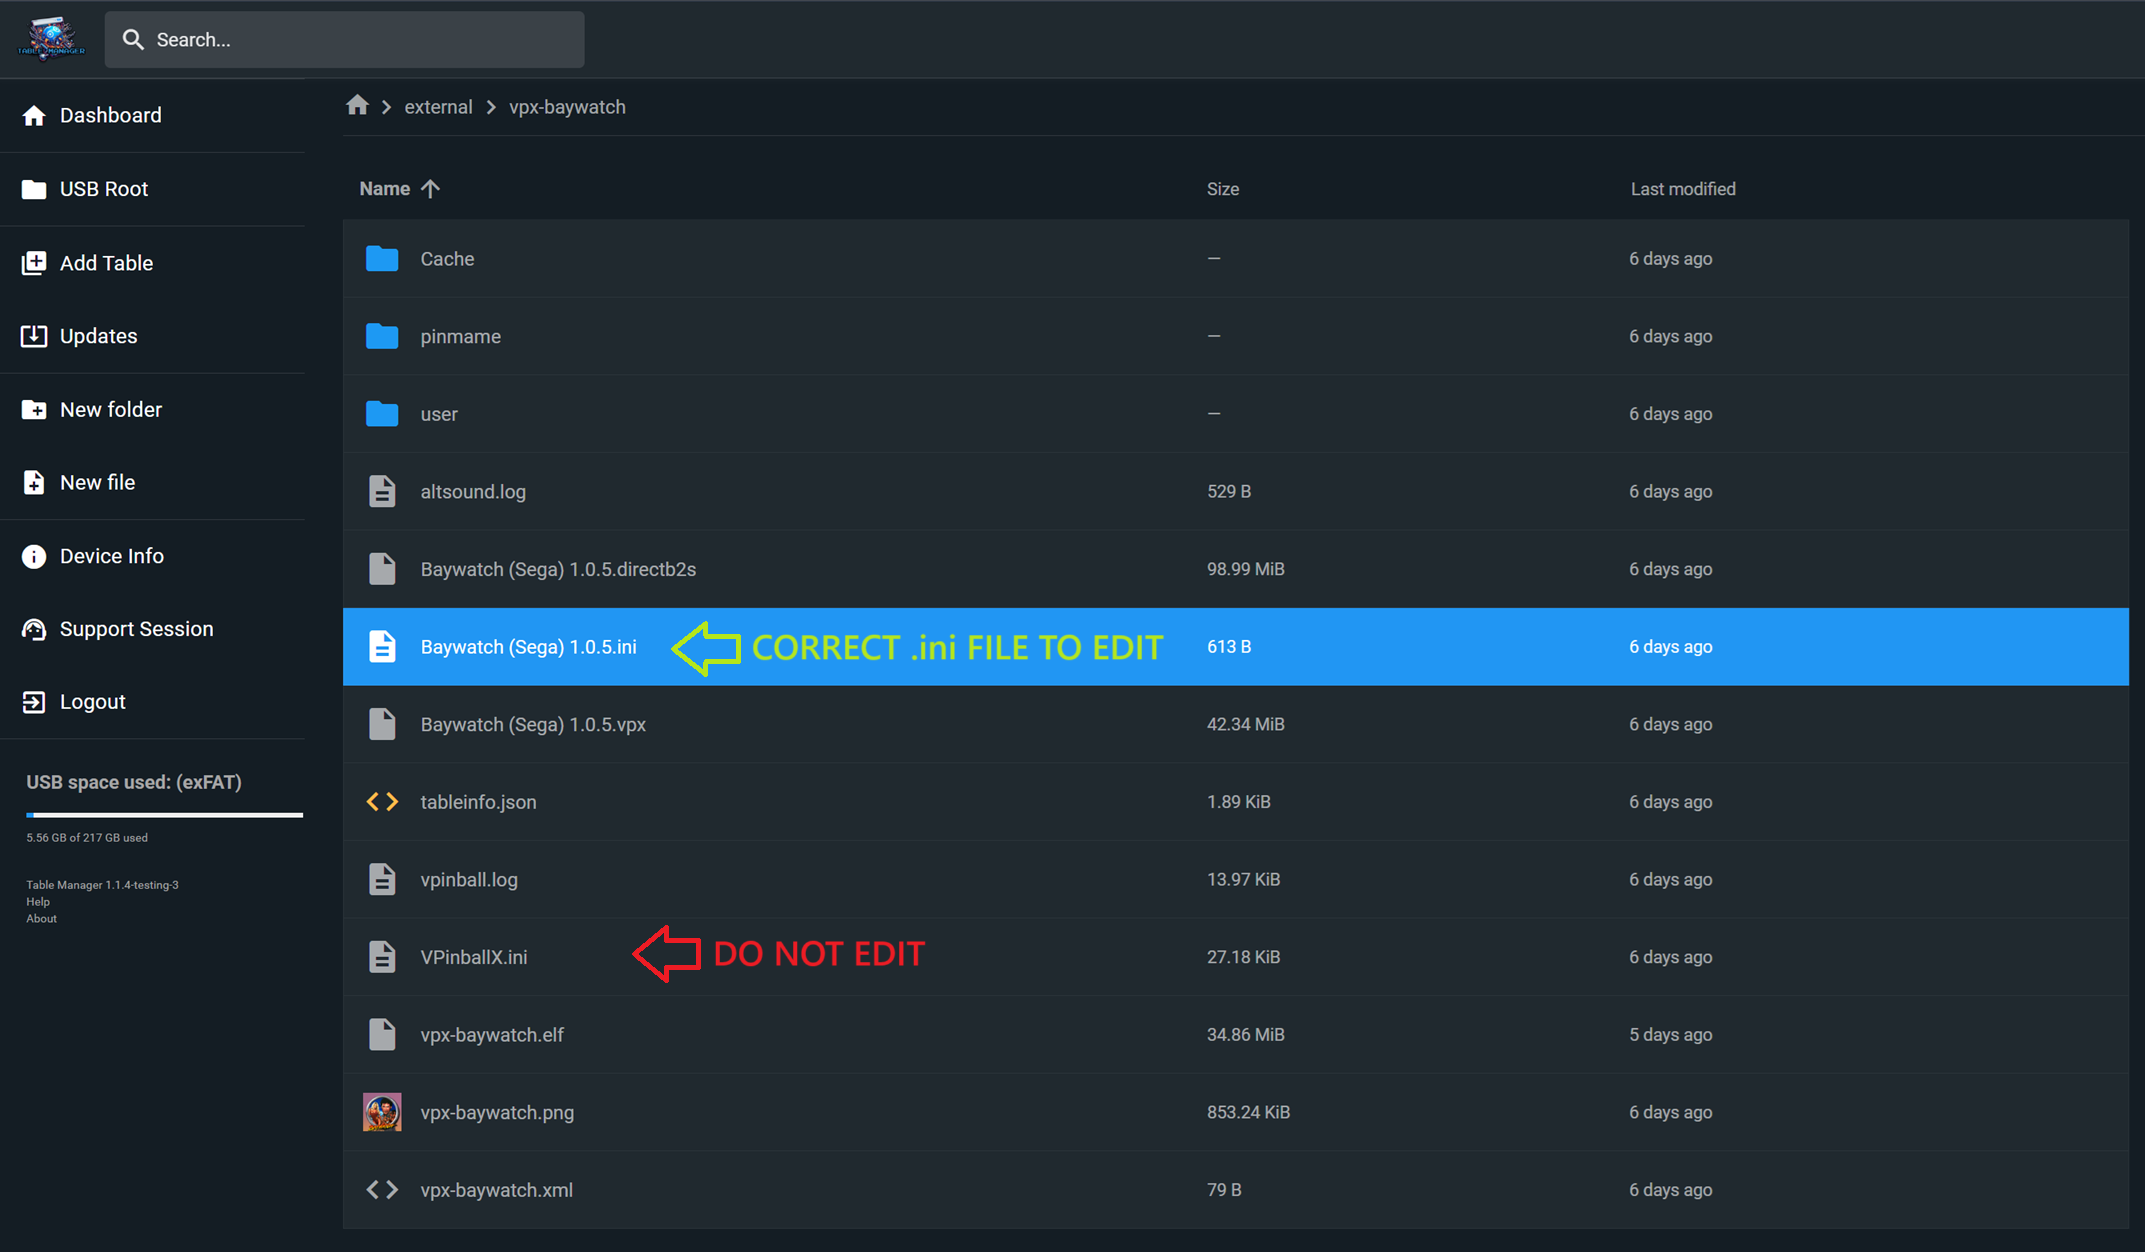 TABLE MANAGER
Search...
Dashboard
USB Root
Add Table
Updates
New folder
New file
Device Info
Support Session
Logout
USB space used: (exFAT)
5.56 GB of 217 GB used
Table Manager 1.1.4-testing-3
Help
About
external vpx-baywatch
Name Size Last modified
Cache — 6 days ago
pinmame — 6 days ago
user — 6 days ago
altsound.log 529 B 6 days ago
Baywatch (Sega) 1.0.5.directb2s 98.99 MiB 6 days ago
Baywatch (Sega) 1.0.5.ini CORRECT .ini FILE TO EDIT 613 B 6 days ago
Baywatch (Sega) 1.0.5.vpx 42.34 MiB 6 days ago
tableinfo.json 1.89 KiB 6 days ago
vpinball.log 13.97 KiB 6 days ago
VPinballX.ini DO NOT EDIT 27.18 KiB 6 days ago
vpx-baywatch.elf 34.86 MiB 5 days ago
vpx-baywatch.png 853.24 KiB 6 days ago
vpx-baywatch.xml 79 B 6 days ago